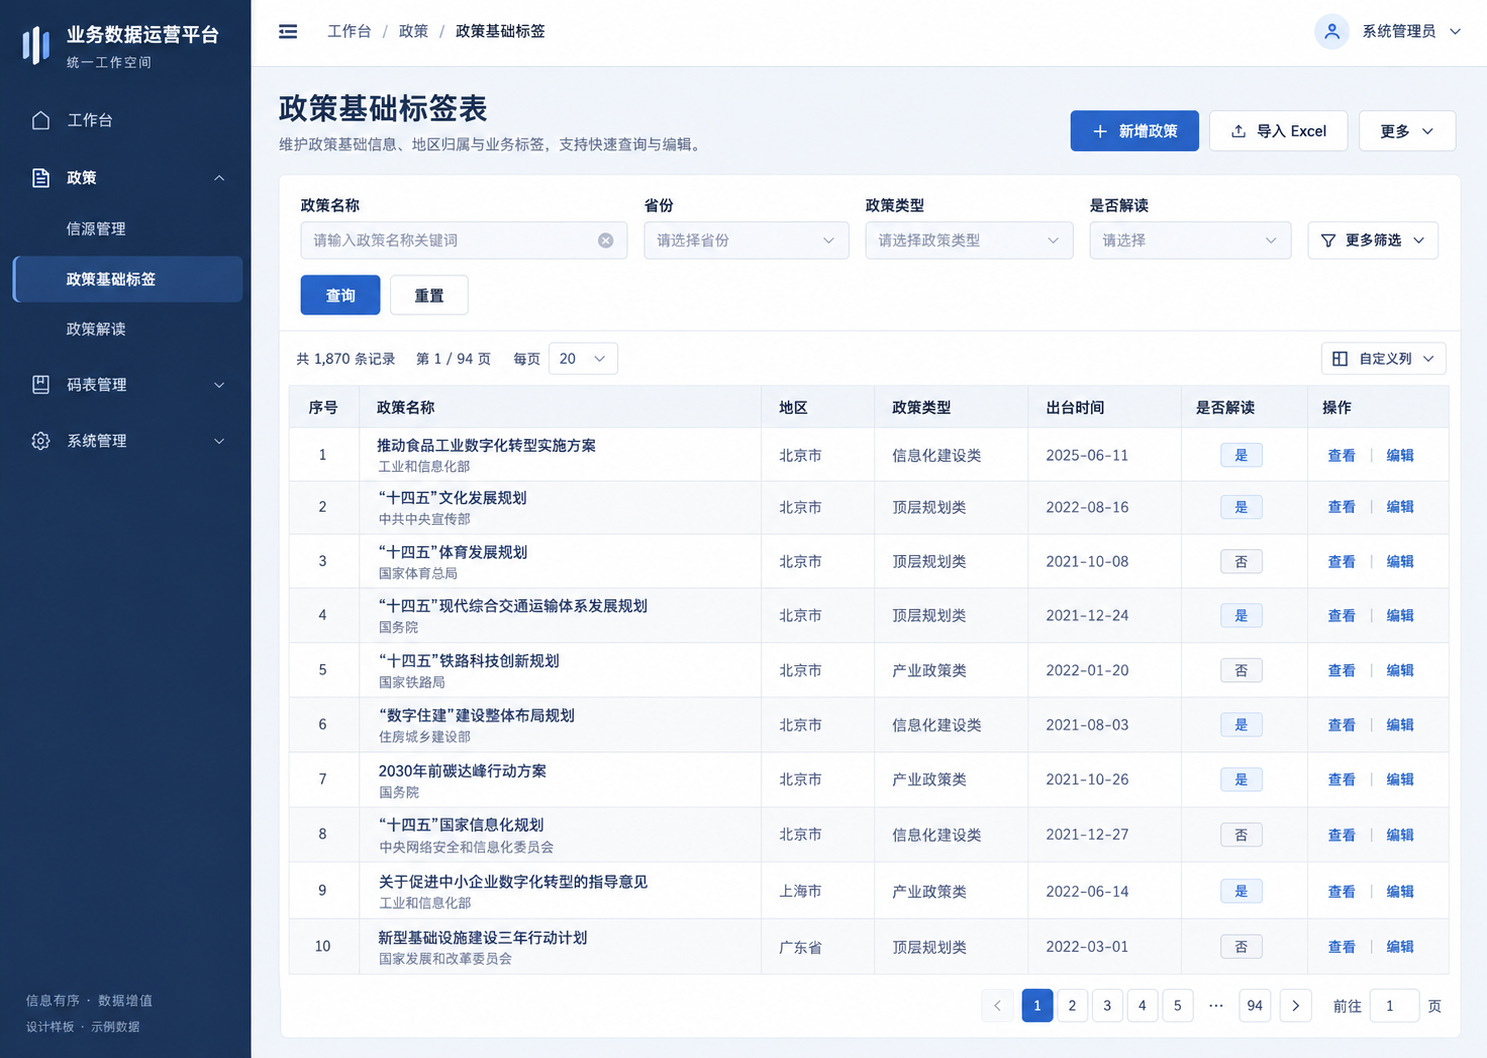 业务数据运营平台
统一工作空间
工作台
政策
信源管理
政策基础标签
政策解读
码表管理
系统管理
信息有序 · 数据增值
设计样板 · 示例数据
工作台 / 政策 / 政策基础标签
系统管理员
政策基础标签表
维护政策基础信息、地区归属与业务标签，支持快速查询与编辑。
新增政策
导入 Excel
更多
政策名称 省份 政策类型 是否解读
请输入政策名称关键词 请选择省份 请选择政策类型 请选择 更多筛选
查询 重置
共 1,870 条记录 第 1 / 94 页 每页 20 自定义列
序号 政策名称 地区 政策类型 出台时间 是否解读 操作
1 推动食品工业数字化转型实施方案 北京市 信息化建设类 2025-06-11 是 查看 | 编辑
工业和信息化部
2 “十四五”文化发展规划 北京市 顶层规划类 2022-08-16 是 查看 | 编辑
中共中央宣传部
3 “十四五”体育发展规划 北京市 顶层规划类 2021-10-08 否 查看 | 编辑
国家体育总局
4 “十四五”现代综合交通运输体系发展规划 北京市 顶层规划类 2021-12-24 是 查看 | 编辑
国务院
5 “十四五”铁路科技创新规划 北京市 产业政策类 2022-01-20 否 查看 | 编辑
国家铁路局
6 “数字住建”建设整体布局规划 北京市 信息化建设类 2021-08-03 是 查看 | 编辑
住房城乡建设部
7 2030年前碳达峰行动方案 北京市 产业政策类 2021-10-26 是 查看 | 编辑
国务院
8 “十四五”国家信息化规划 北京市 信息化建设类 2021-12-27 否 查看 | 编辑
中央网络安全和信息化委员会
9 关于促进中小企业数字化转型的指导意见 上海市 产业政策类 2022-06-14 是 查看 | 编辑
工业和信息化部
10 新型基础设施建设三年行动计划 广东省 顶层规划类 2022-03-01 否 查看 | 编辑
国家发展和改革委员会
1 2 3 4 5 ··· 94 前往 1 页